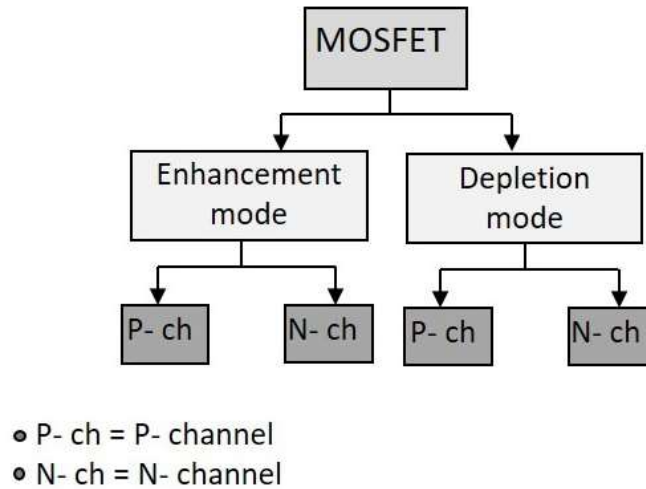 MOSFET
Enhancement
mode
Depletion
mode
P- ch
N- ch
P- ch
N- ch
P- ch = P- channel
N- ch = N- channel